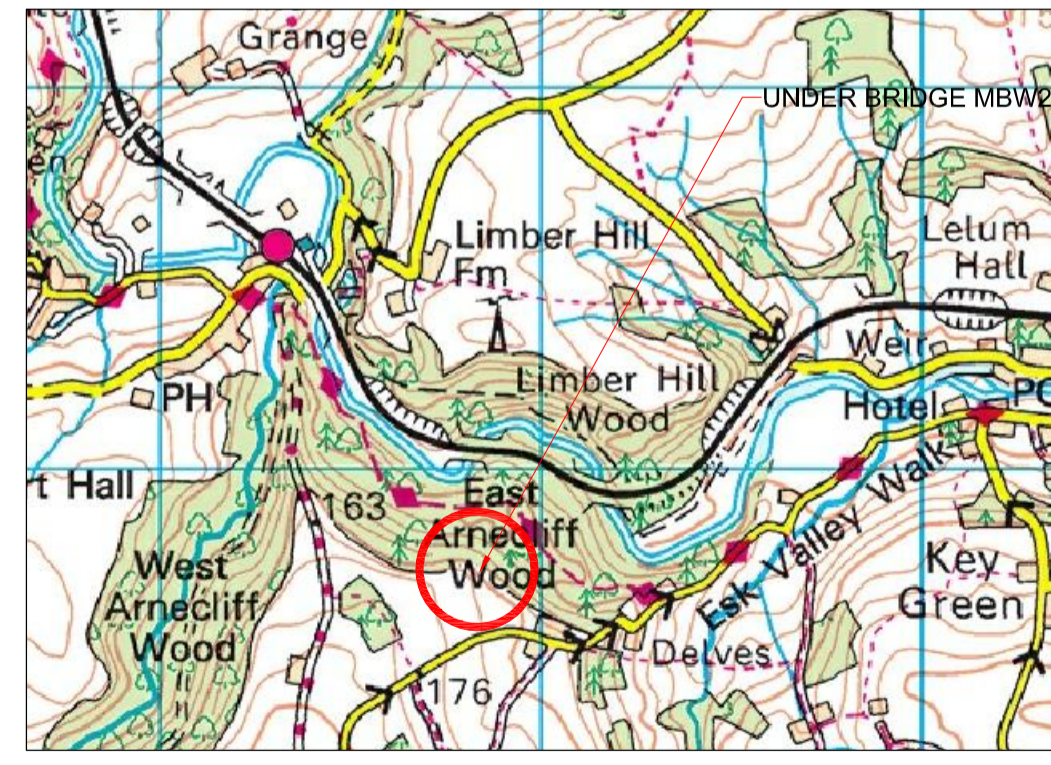 Grange
UNDER BRIDGE MBW2
en
Limber Hill
Fm
Lelum
Hall
Weir
Limber Hill
Wood
PH
Hotel
PO
t Hall
163
East
Arnecliff
Wood
West
Arnecliff
Wood
Esk Valley Walk
Key
Green
Delves
176